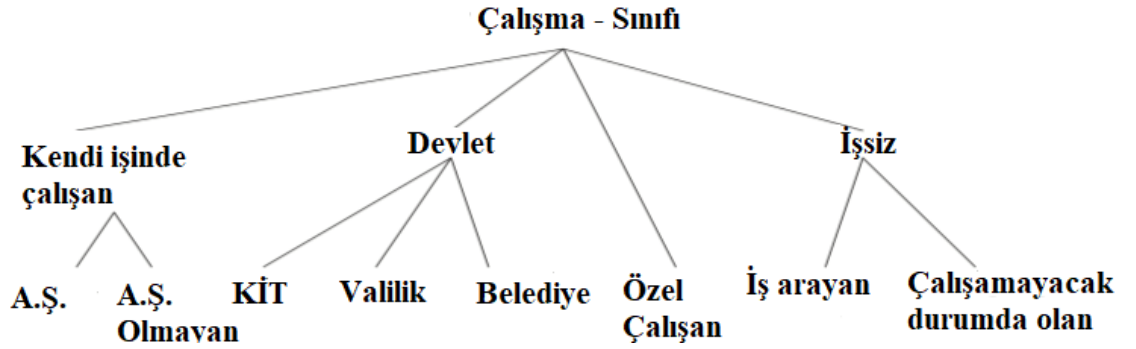 Çalışma - Sınıfı
Kendi işinde
çalışan
Devlet
İşsiz
A.Ş.
A.Ş.
Olmayan
KİT
Valilik
Belediye
Özel
Çalışan
İş arayan
Çalışamayacak
durumda olan